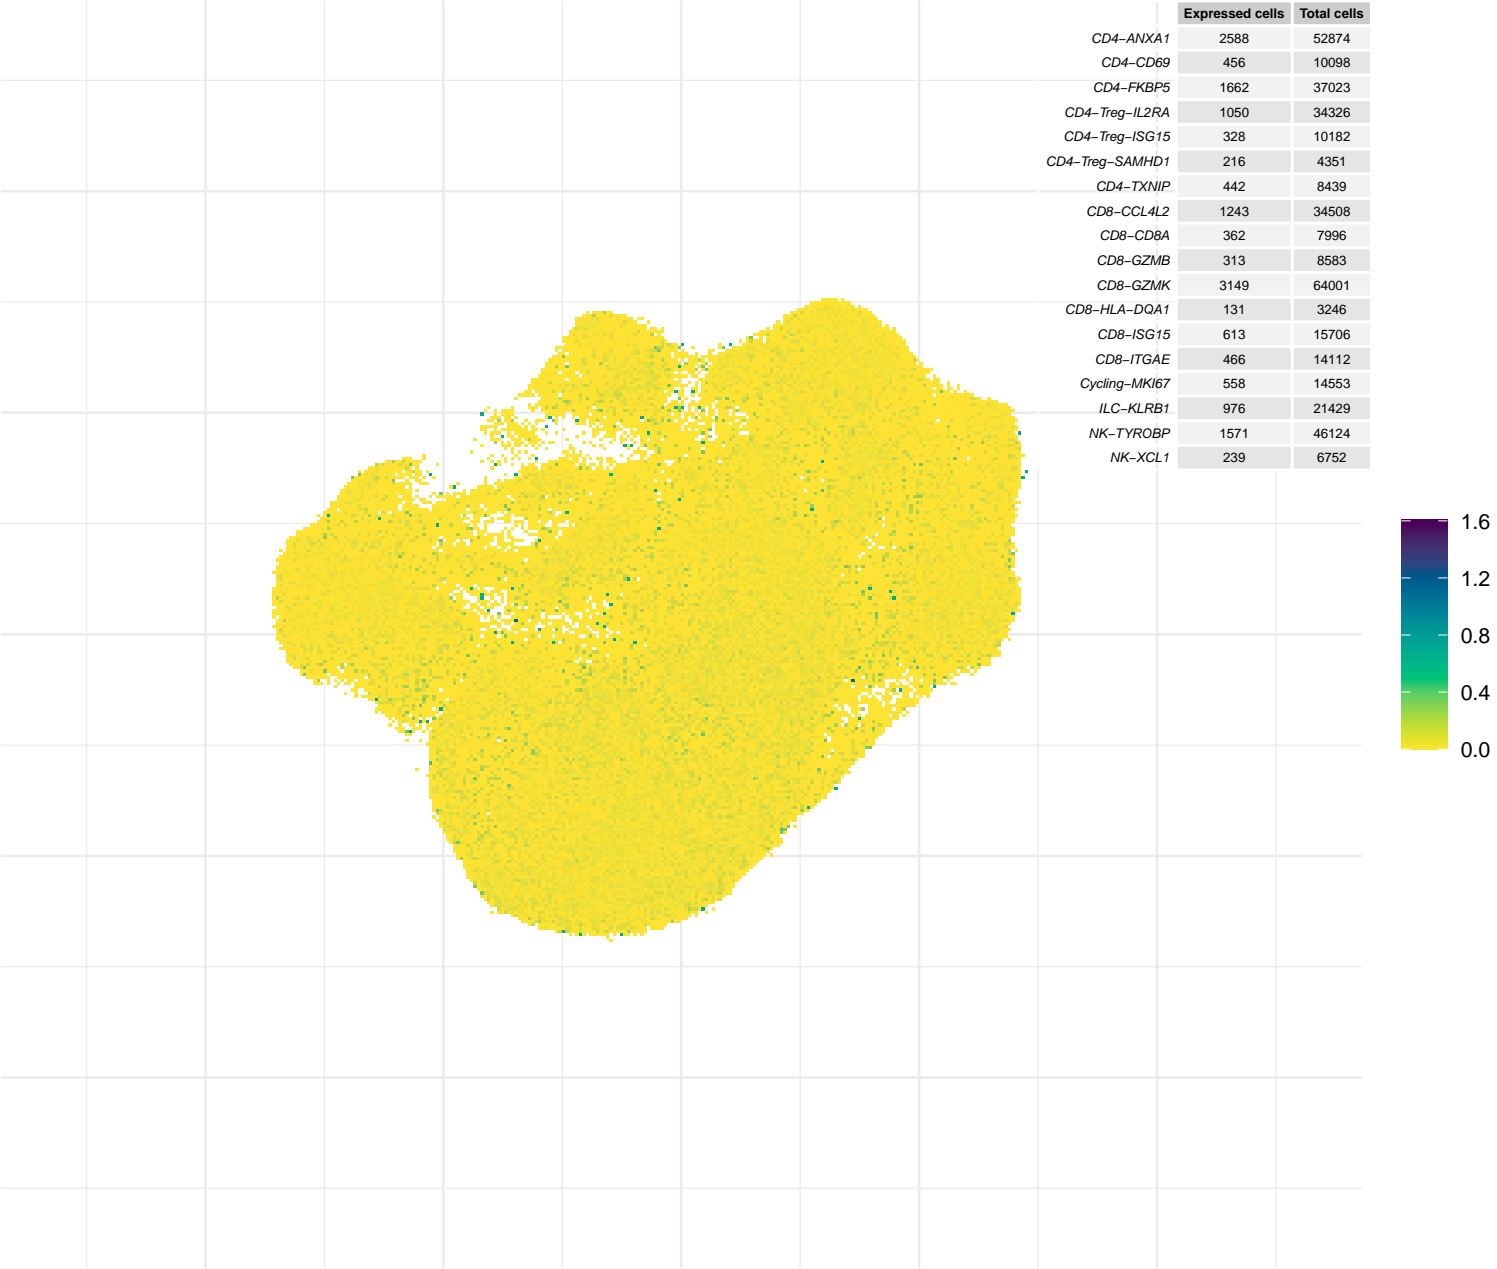 Expressed cells Total cells
CD4−ANXA1 2588 52874
CD4−CD69 456 10098
CD4−FKBP5 1662 37023
CD4−Treg−IL2RA 1050 34326
CD4−Treg−ISG15 328 10182
CD4−Treg−SAMHD1 216 4351
CD4−TXNIP 442 8439
CD8−CCL4L2 1243 34508
CD8−CD8A 362 7996
CD8−GZMB 313 8583
CD8−GZMK 3149 64001
CD8−HLA−DQA1 131 3246
CD8−ISG15 613 15706
CD8−ITGAE 466 14112
Cycling−MKI67 558 14553
ILC−KLRB1 976 21429
NK−TYROBP 1571 46124
NK−XCL1 239 6752
1.6
1.2
0.8
0.4
0.0